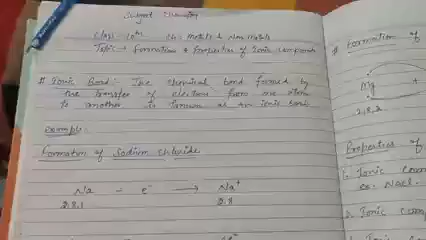 Subject Chemistry
Class 10th Ch: Metals & Non metals
Topic → Formation & Properties of Ionic Compounds
# Ionic Bond: The chemical bond formed by
the transfer of electrons from one atom
to another is known as an ionic bond
Example:
Formation of Sodium chloride
Na - e⁻ → Na⁺
2.8.1 2.8
# Formation of
Mg +
2.8.2
Properties of
1. Ionic Com
ex. NaCl.
2. Ionic com